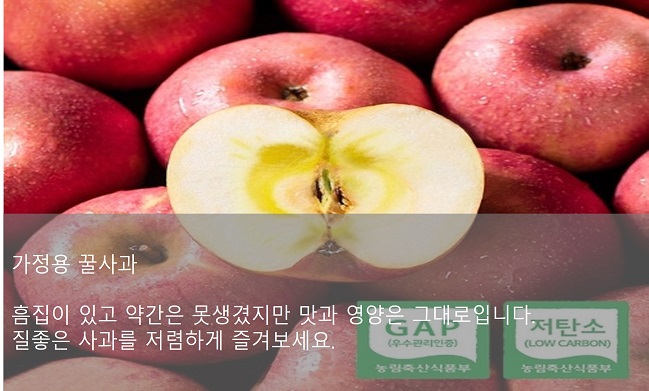 가정용 꿀사과
흠집이 있고 약간은 못생겼지만 맛과 영양은 그대로입니다.
질좋은 사과를 저렴하게 즐겨보세요.
GAP
(우수관리인증)
농림축산식품부
저탄소
(LOW CARBON)
농림축산식품부